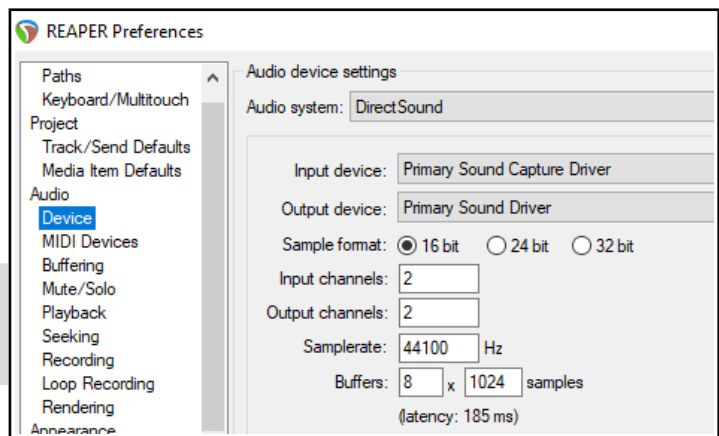 REAPER Preferences
Paths
Keyboard/Multitouch
Project
Track/Send Defaults
Media Item Defaults
Audio
Device
MIDI Devices
Buffering
Mute/Solo
Playback
Seeking
Recording
Loop Recording
Rendering
Appearance
Audio device settings
Audio system: DirectSound
Input device: Primary Sound Capture Driver
Output device: Primary Sound Driver
Sample format: 16 bit 24 bit 32 bit
Input channels: 2
Output channels: 2
Samplerate: 44100 Hz
Buffers: 8 x 1024 samples
(latency: 185 ms)